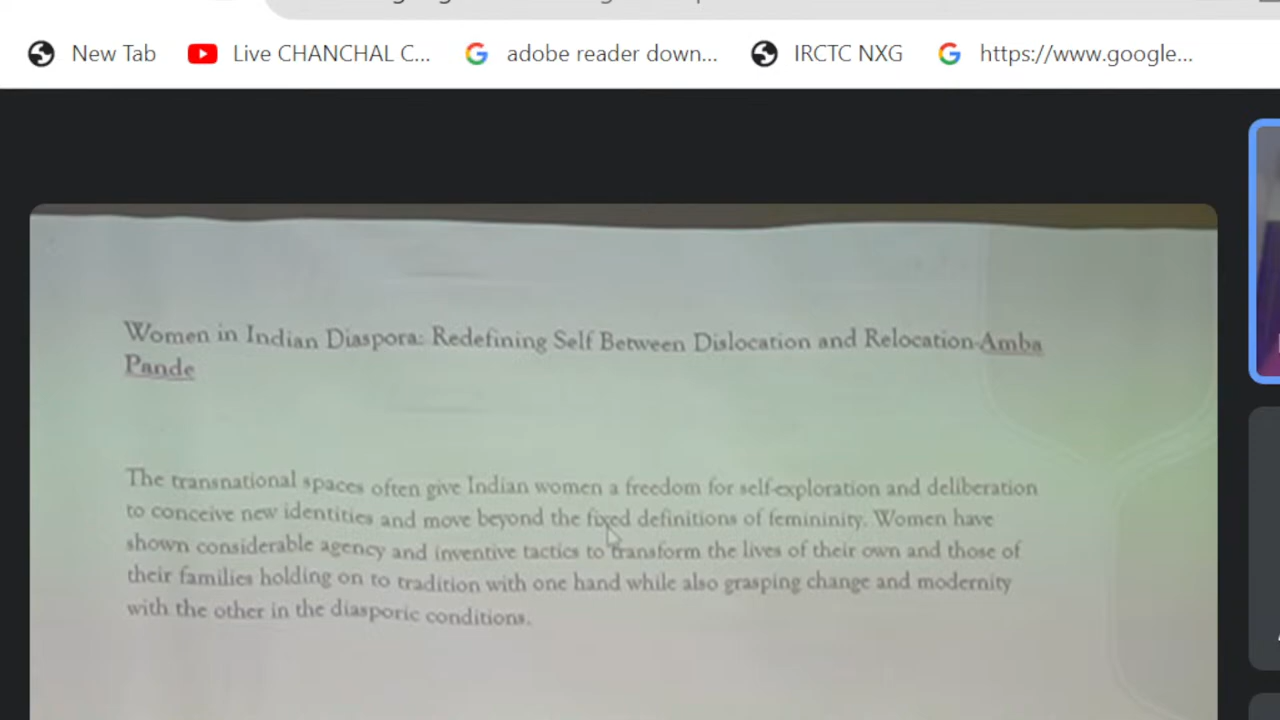 New Tab
Live CHANCHAL C...
adobe reader down...
IRCTC NXG
https://www.google...
Women in Indian Diaspora: Redefining Self Between Dislocation and Relocation-Amba
Pande
The transnational spaces often give Indian women a freedom for self-exploration and deliberation
to conceive new identities and move beyond the fixed definitions of femininity. Women have
shown considerable agency and inventive tactics to transform the lives of their own and those of
their families holding on to tradition with one hand while also grasping change and modernity
with the other in the diasporic conditions.